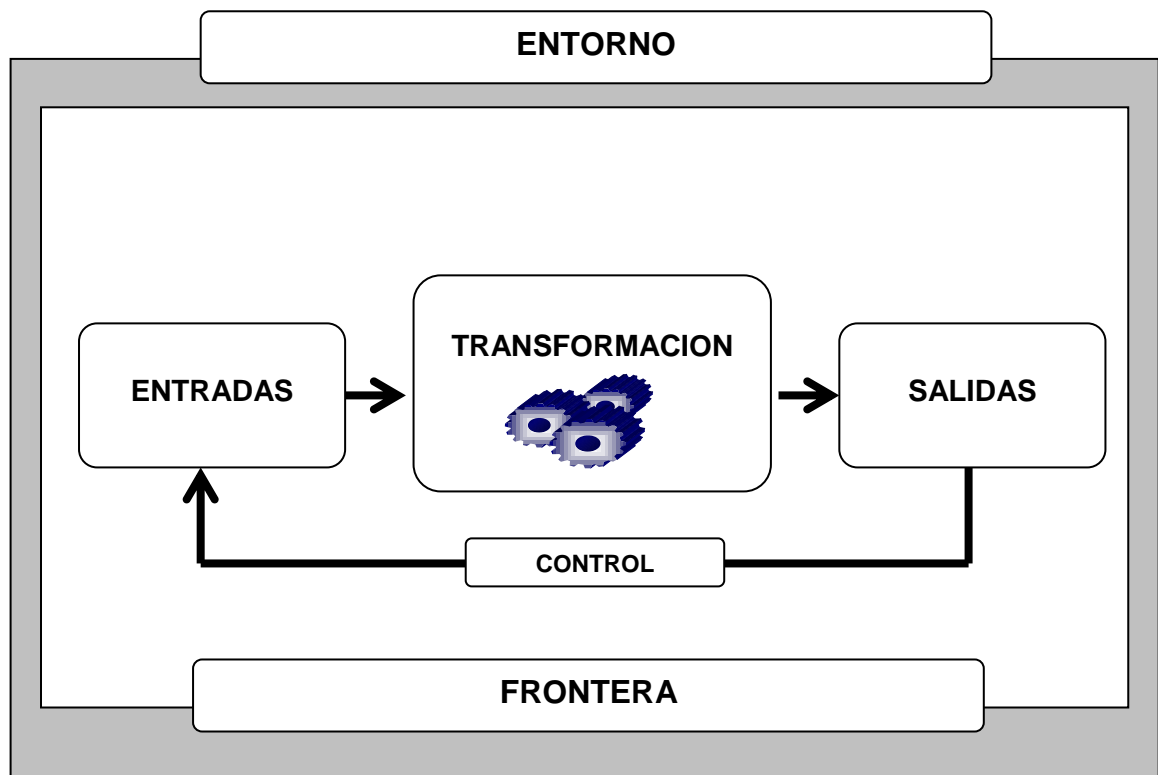 ENTORNO
TRANSFORMACION
ENTRADAS
SALIDAS
CONTROL
FRONTERA